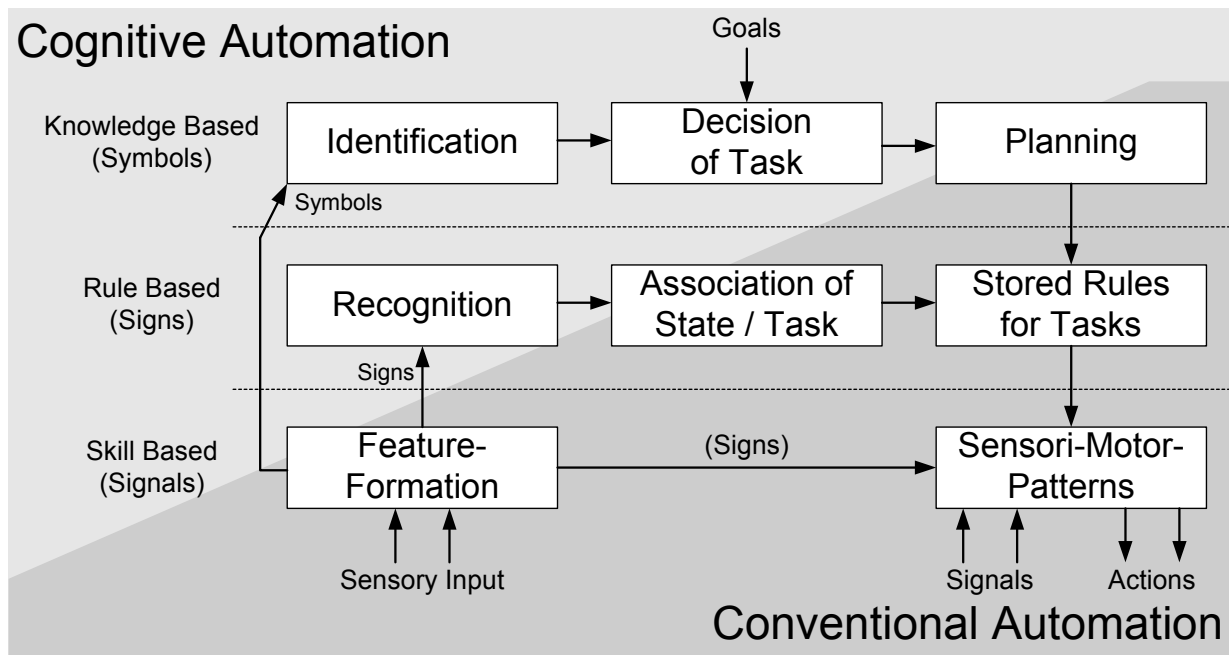 Cognitive Automation
Goals
Knowledge Based
(Symbols)
Identification
Decision
of Task
Planning
Symbols
Rule Based
(Signs)
Recognition
Association of
State / Task
Stored Rules
for Tasks
Signs
Skill Based
(Signals)
Feature-
Formation
(Signs)
Sensori-Motor-
Patterns
Sensory Input
Signals
Actions
Conventional Automation